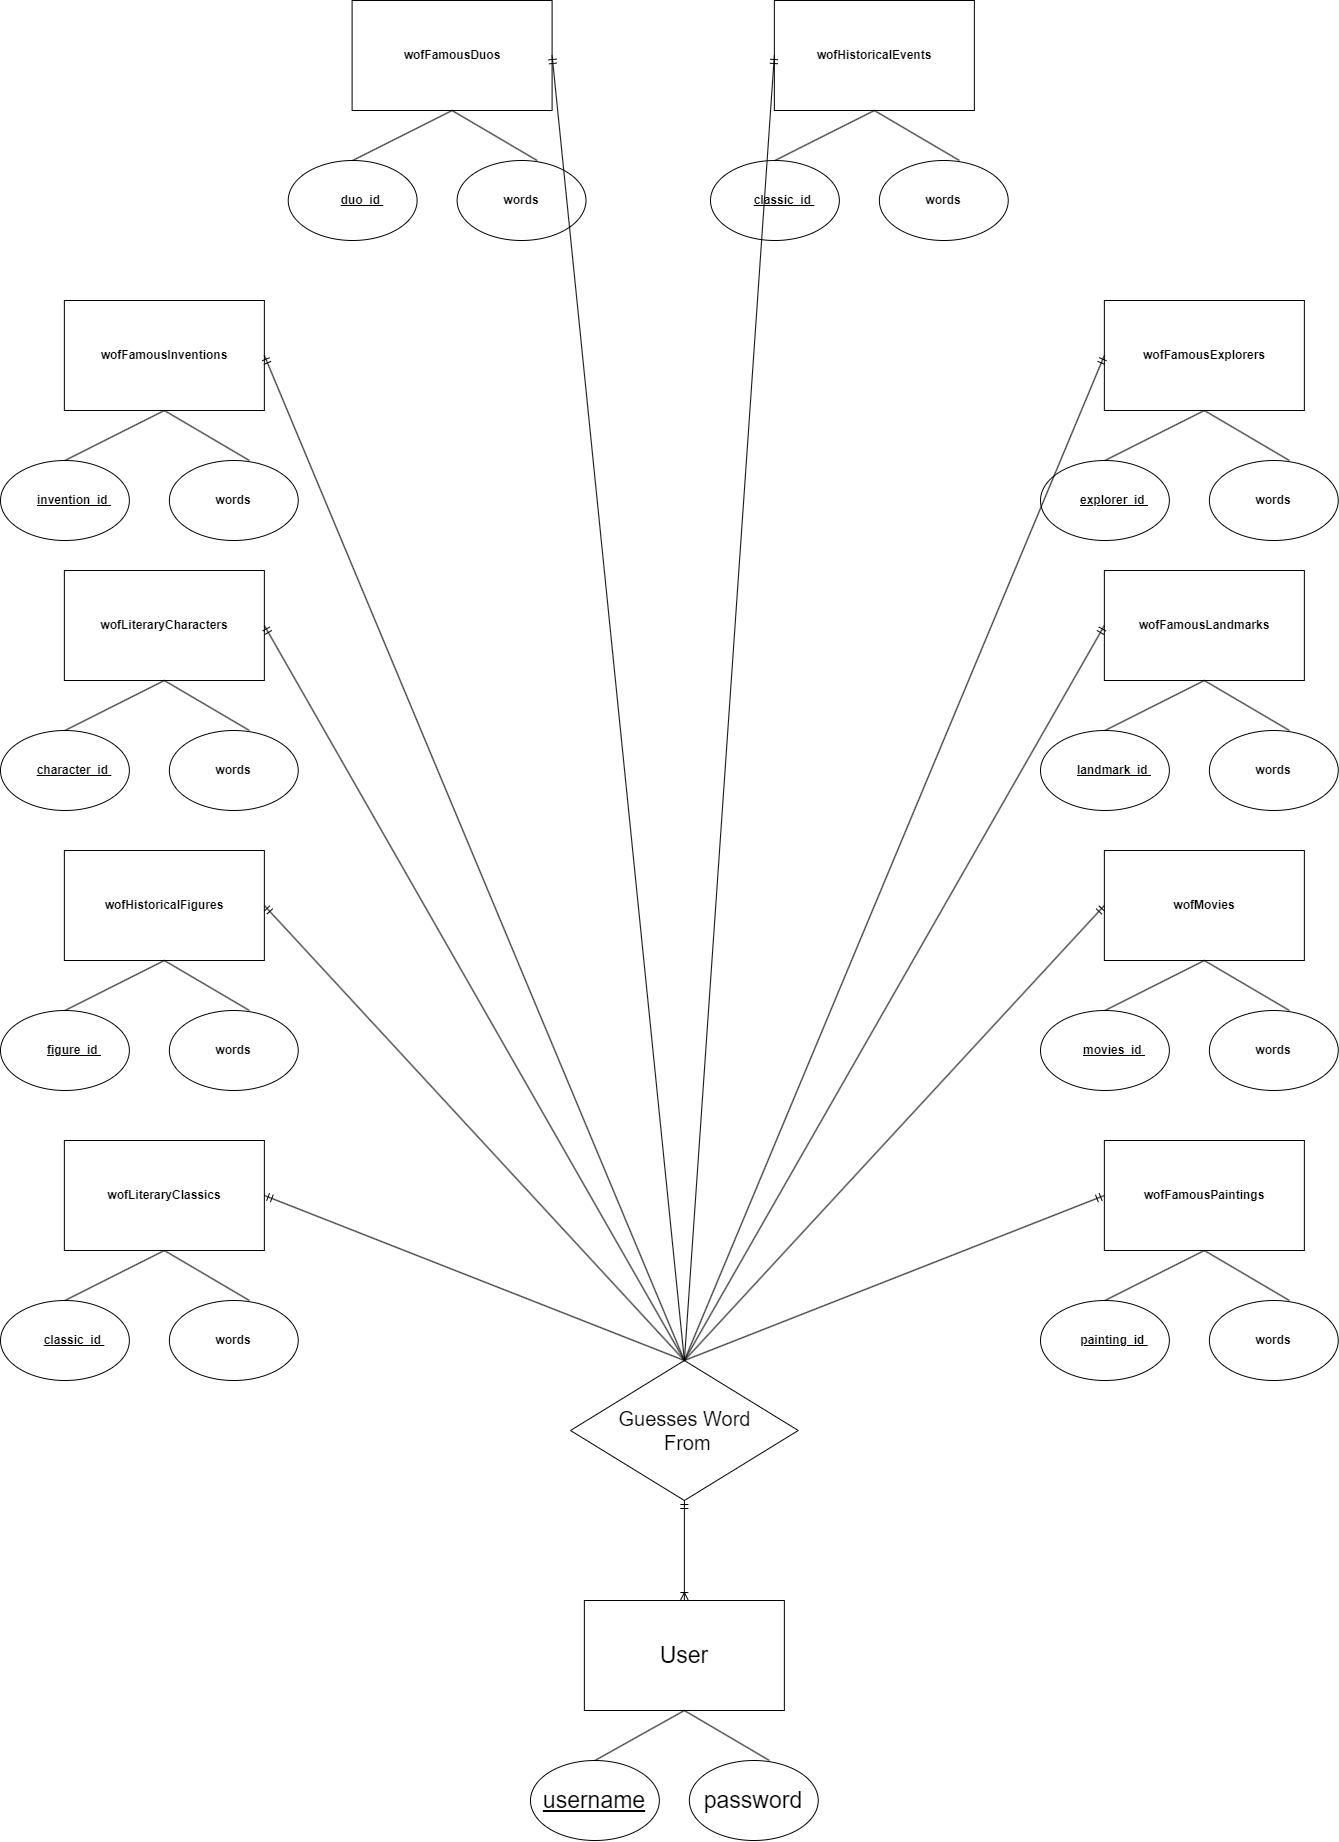 wofFamousDuos
wofHistoricalEvents
duo_id
words
classic_id
words
wofFamousInventions
wofFamousExplorers
invention_id
words
explorer_id
words
wofLiteraryCharacters
wofFamousLandmarks
character_id
words
landmark_id
words
wofHistoricalFigures
wofMovies
figure_id
words
movies_id
words
wofLiteraryClassics
wofFamousPaintings
classic_id
words
painting_id
words
Guesses Word
From
User
username
password